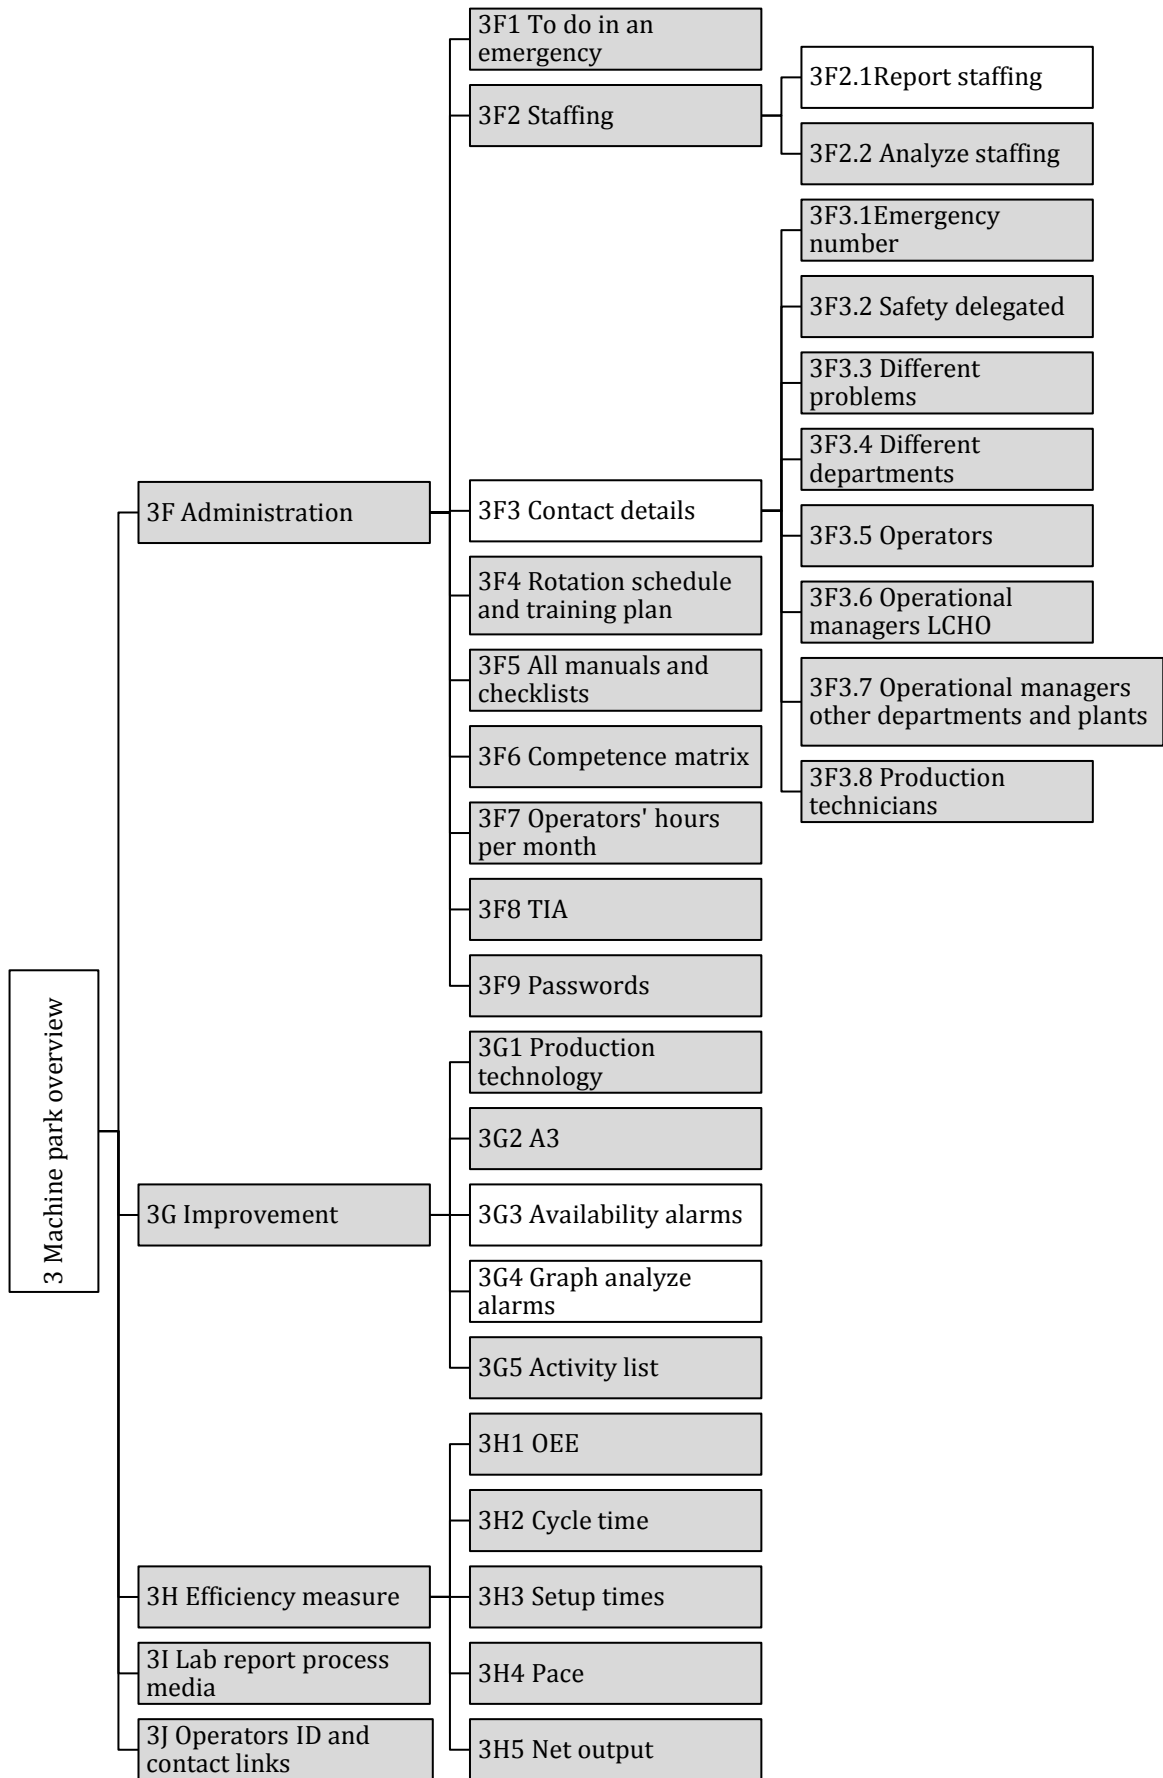 3 Machine park overview
3F Administration
3F1 To do in an
emergency
3F2 Staffing
3F2.1Report staffing
3F2.2 Analyze staffing
3F3 Contact details
3F3.1Emergency
number
3F3.2 Safety delegated
3F3.3 Different
problems
3F3.4 Different
departments
3F3.5 Operators
3F3.6 Operational
managers LCHO
3F3.7 Operational managers
other departments and plants
3F3.8 Production
technicians
3F4 Rotation schedule
and training plan
3F5 All manuals and
checklists
3F6 Competence matrix
3F7 Operators' hours
per month
3F8 TIA
3F9 Passwords
3G Improvement
3G1 Production
technology
3G2 A3
3G3 Availability alarms
3G4 Graph analyze
alarms
3G5 Activity list
3H Efficiency measure
3H1 OEE
3H2 Cycle time
3H3 Setup times
3H4 Pace
3H5 Net output
3I Lab report process
media
3J Operators ID and
contact links